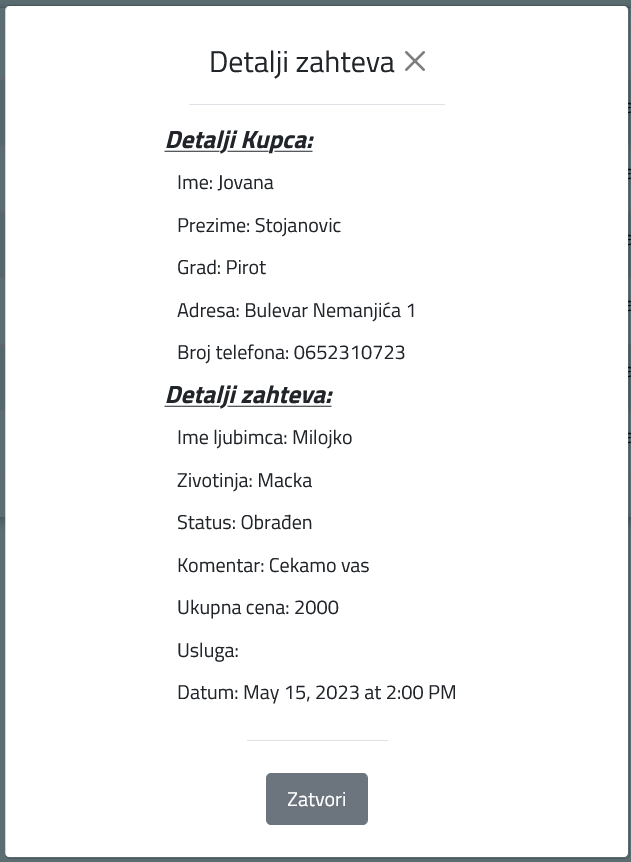 Detalji zahteva
Detalji Kupca:
Ime: Jovana
Prezime: Stojanovic
Grad: Pirot
Adresa: Bulevar Nemanjića 1
Broj telefona: 0652310723
Detalji zahteva:
Ime ljubimca: Milojko
Zivotinja: Macka
Status: Obrađen
Komentar: Cekamo vas
Ukupna cena: 2000
Usluga:
Datum: May 15, 2023 at 2:00 PM
Zatvori